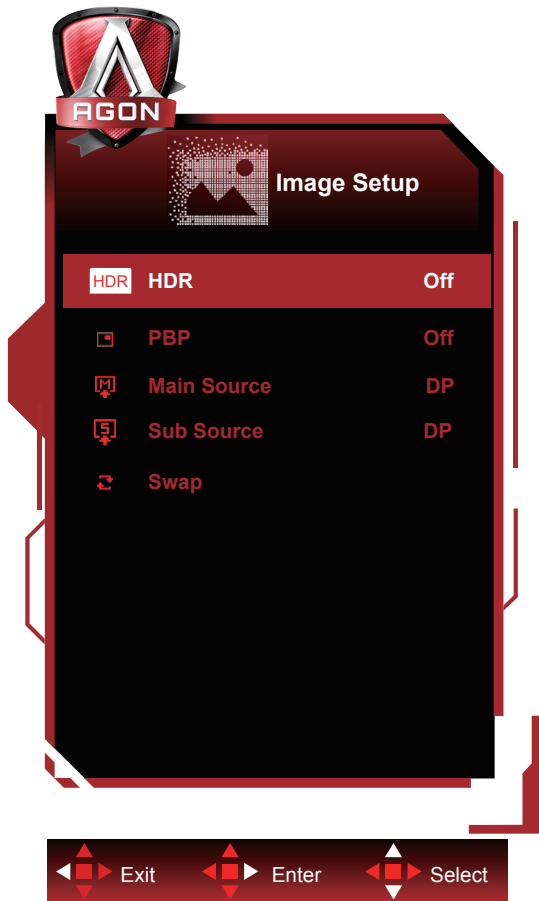 AGON
Image Setup
HDR HDR Off
PBP Off
M Main Source DP
S Sub Source DP
Swap
Exit Enter Select